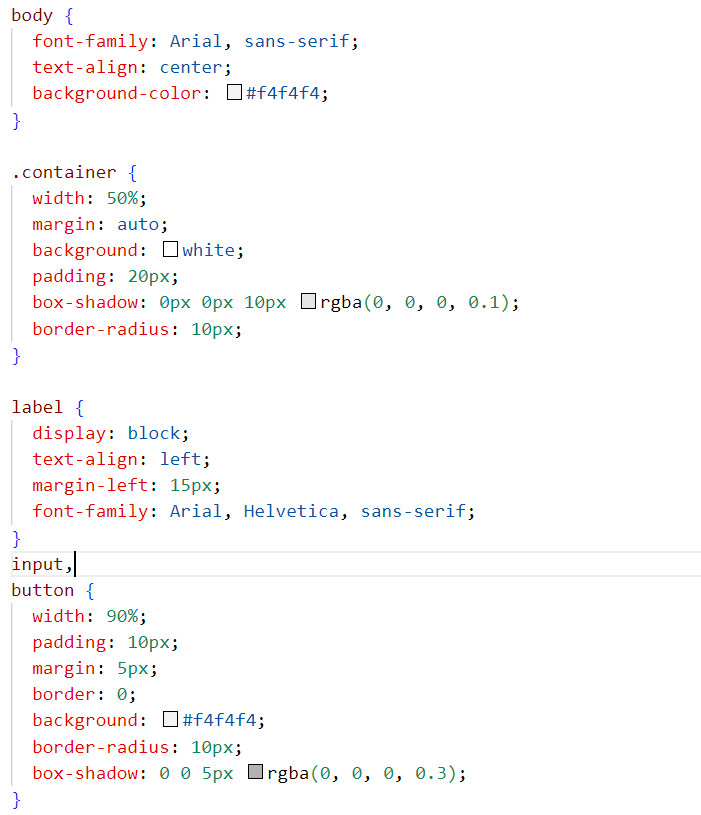 body {
font-family: Arial, sans-serif;
text-align: center;
background-color: #f4f4f4;
}
.container {
width: 50%;
margin: auto;
background: white;
padding: 20px;
box-shadow: 0px 0px 10px rgba(0, 0, 0, 0.1);
border-radius: 10px;
}
label {
display: block;
text-align: left;
margin-left: 15px;
font-family: Arial, Helvetica, sans-serif;
}
input,
button {
width: 90%;
padding: 10px;
margin: 5px;
border: 0;
background: #f4f4f4;
border-radius: 10px;
box-shadow: 0 0 5px rgba(0, 0, 0, 0.3);
}